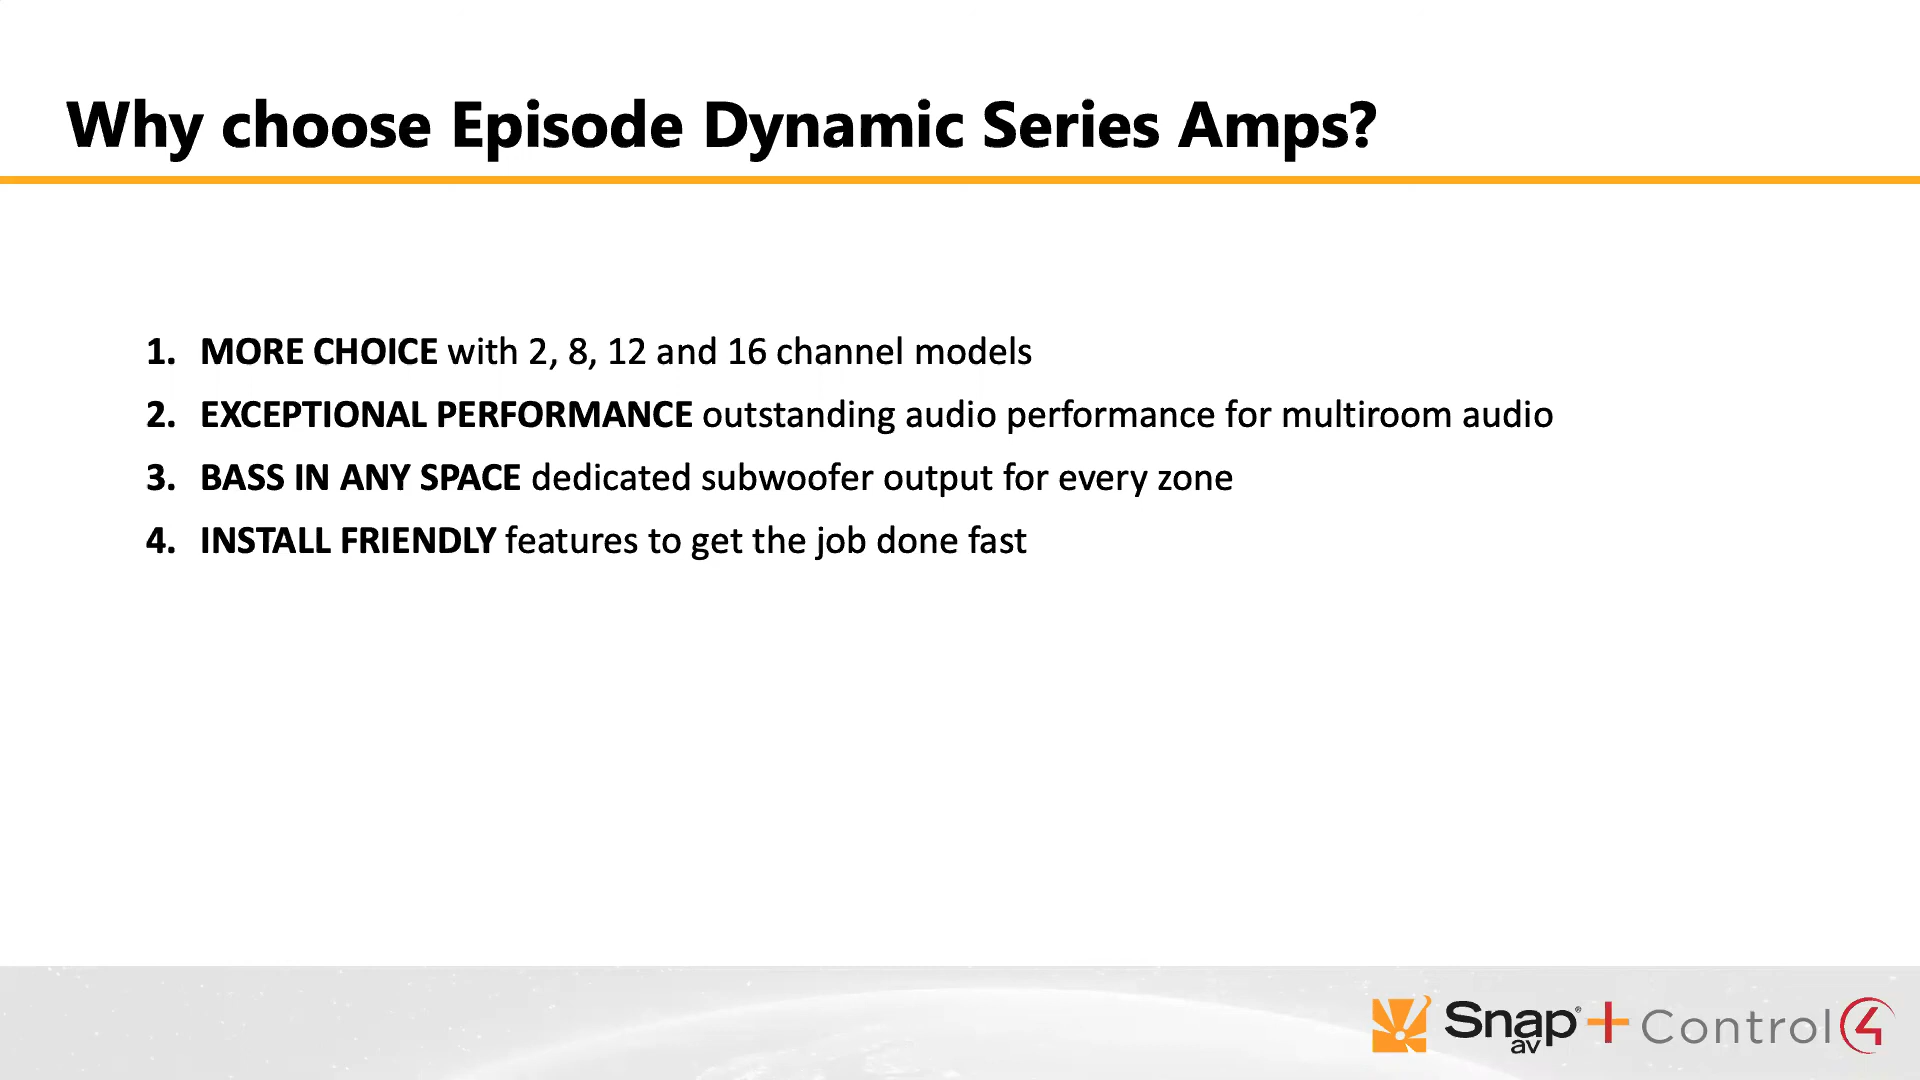 Why choose Episode Dynamic Series Amps?
1. MORE CHOICE with 2, 8, 12 and 16 channel models
2. EXCEPTIONAL PERFORMANCE outstanding audio performance for multiroom audio
3. BASS IN ANY SPACE dedicated subwoofer output for every zone
4. INSTALL FRIENDLY features to get the job done fast
Snap® + Control4
av